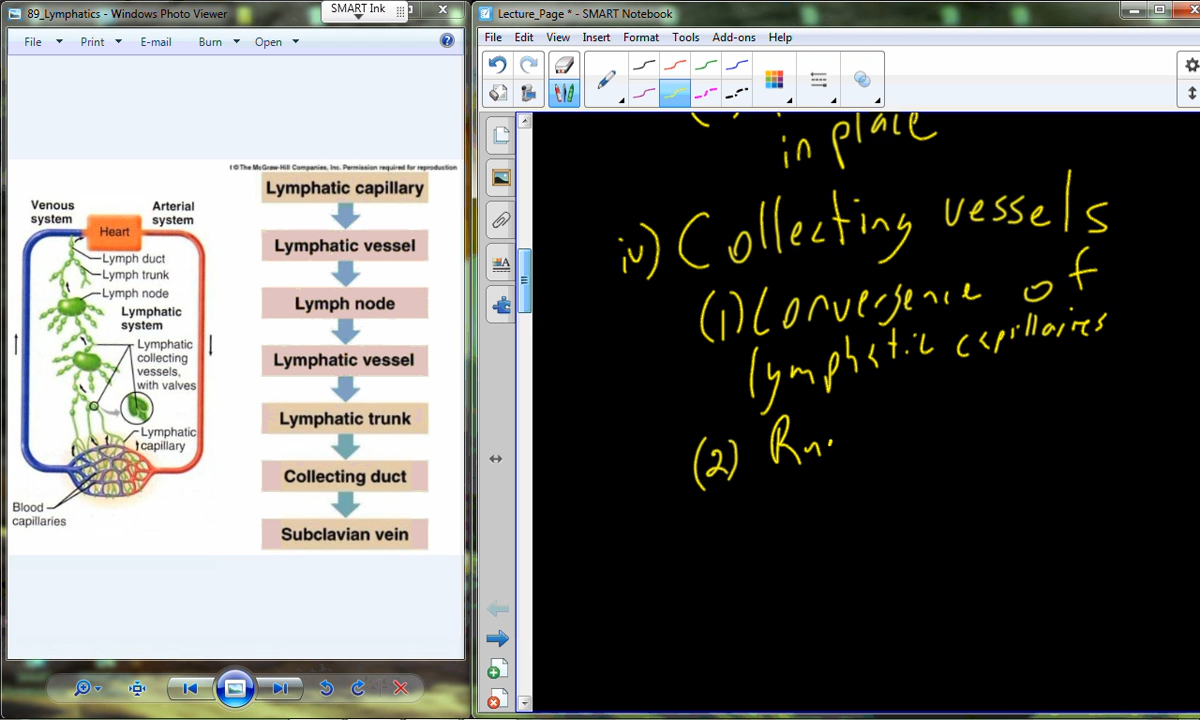 89_Lymphatics - Windows Photo Viewer
SMART Ink
File Print E-mail Burn Open
t © The McGraw-Hill Companies, Inc. Permission required for reproduction
Venous
system
Arterial
system
Heart
Lymph duct
Lymph trunk
Lymph node
Lymphatic
system
Lymphatic
collecting
vessels,
with valves
Lymphatic
capillary
Blood
capillaries
Lymphatic capillary
Lymphatic vessel
Lymph node
Lymphatic vessel
Lymphatic trunk
Collecting duct
Subclavian vein
Lecture_Page * - SMART Notebook
File Edit View Insert Format Tools Add-ons Help
in place
iv) Collecting vessels
(1) Convergence of
lymphatic capillaires
(2)